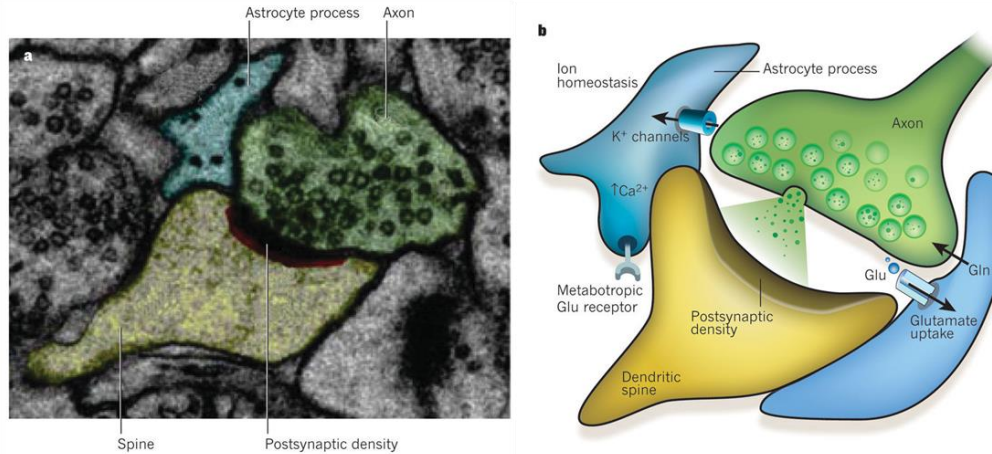 Astrocyte process
Axon
a
Spine
Postsynaptic density
b
Ion
homeostasis
Astrocyte process
K⁺ channels
Axon
↑Ca²⁺
Metabotropic
Glu receptor
Postsynaptic
density
Glu
Gln
Glutamate
uptake
Dendritic
spine